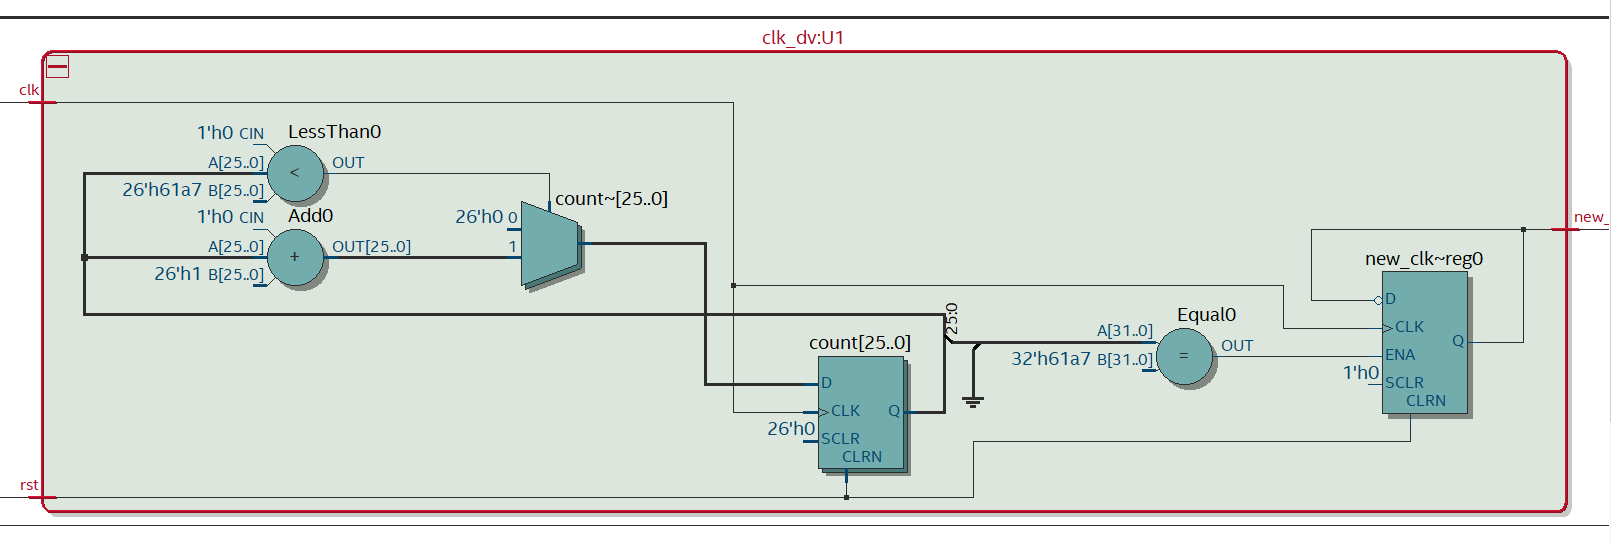 clk_dv:U1
clk
1'h0 CIN
LessThan0
A[25..0]
<
OUT
26'h61a7 B[25..0]
1'h0 CIN
Add0
A[25..0]
+
OUT[25..0]
26'h1 B[25..0]
count~[25..0]
26'h0 0
1
new_
new_clk~reg0
D
CLK
Q
ENA
1'h0
SCLR
CLRN
25:0
Equal0
A[31..0]
=
OUT
32'h61a7 B[31..0]
count[25..0]
D
CLK
Q
26'h0
SCLR
CLRN
rst